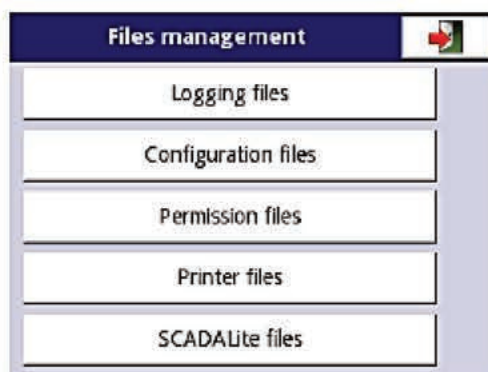 Files management
Logging files
Configuration files
Permission files
Printer files
SCADALite files